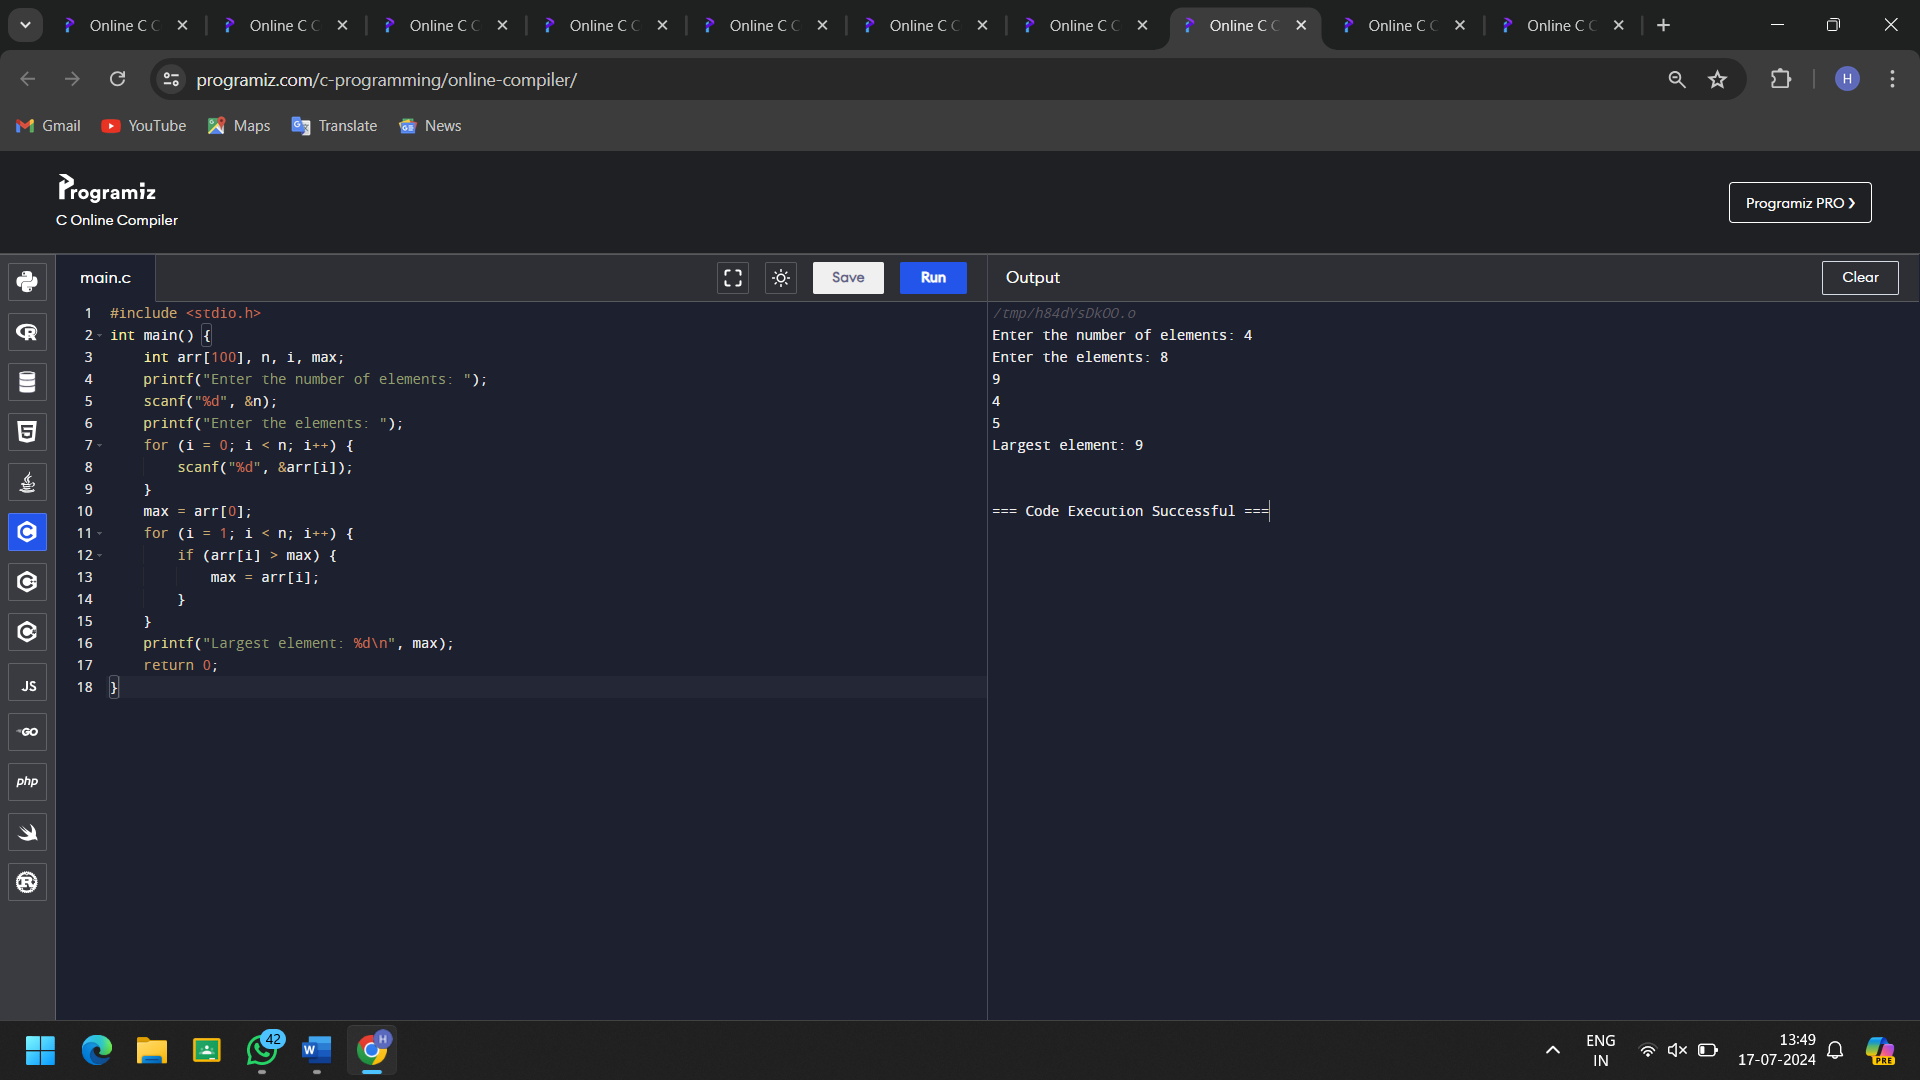 Online C C Online C C Online C C Online C C Online C C Online C C Online C C Online C C Online C C Online C C
programiz.com/c-programming/online-compiler/
H
Gmail YouTube Maps Translate News
Programiz
C Online Compiler
Programiz PRO ❯
main.c
Save
Run
Output
Clear
1 #include <stdio.h>
2 int main() {
3 int arr[100], n, i, max;
4 printf("Enter the number of elements: ");
5 scanf("%d", &n);
6 printf("Enter the elements: ");
7 for (i = 0; i < n; i++) {
8 scanf("%d", &arr[i]);
9 }
10 max = arr[0];
11 for (i = 1; i < n; i++) {
12 if (arr[i] > max) {
13 max = arr[i];
14 }
15 }
16 printf("Largest element: %d\n", max);
17 return 0;
18 }
/tmp/h84dYsDkOO.o
Enter the number of elements: 4
Enter the elements: 8
9
4
5
Largest element: 9
=== Code Execution Successful ===
JS
GO
php
42
W
H
ENG
IN
13:49
17-07-2024
PRE